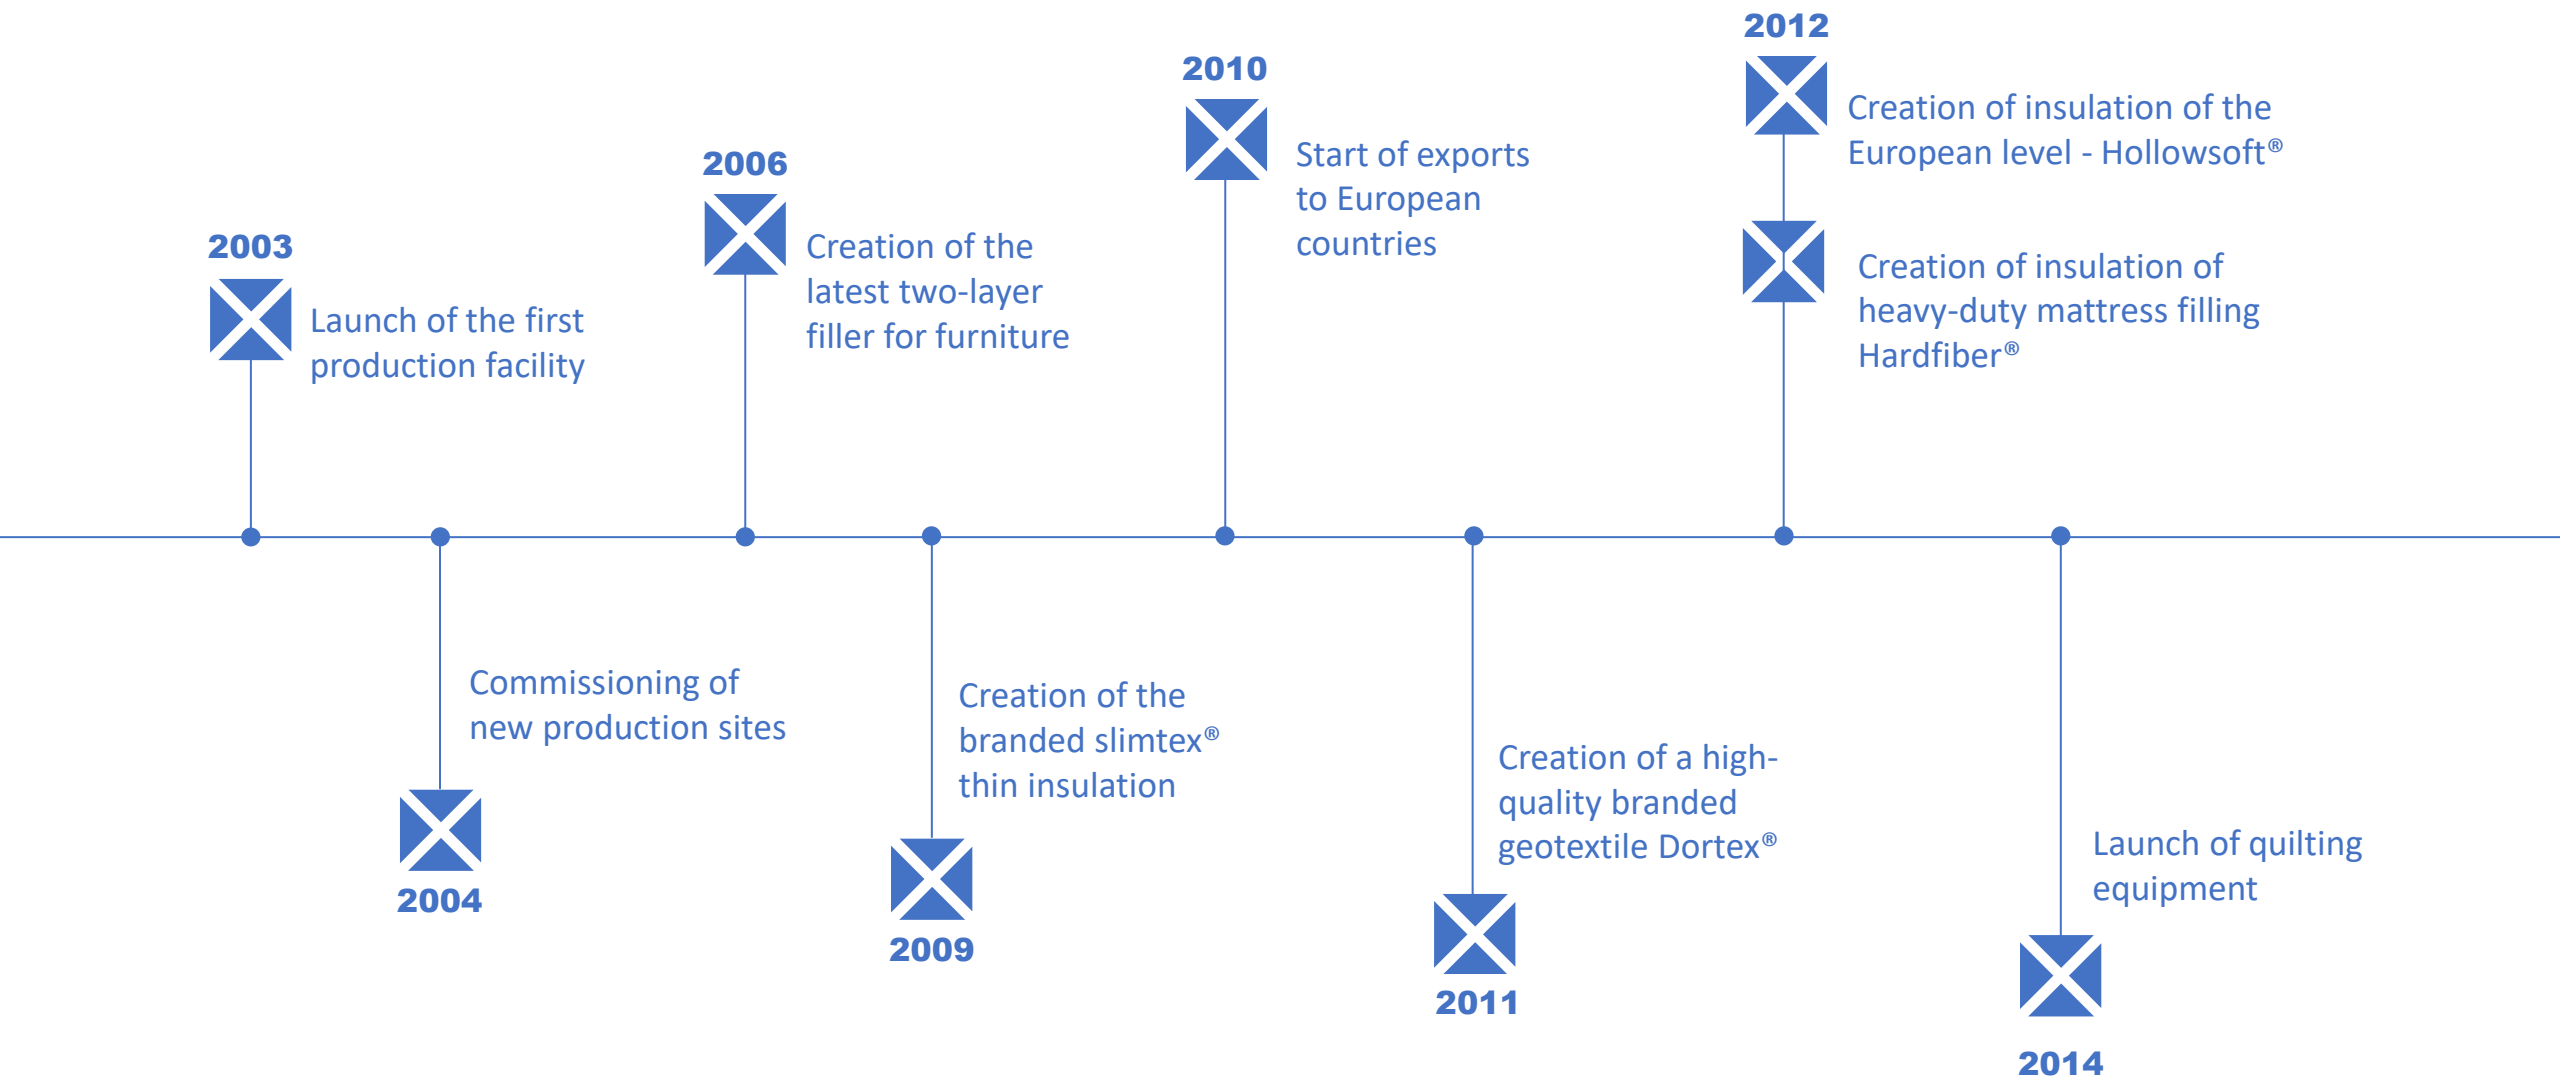 2003
Launch of the first
production facility
2004
Commissioning of
new production sites
2006
Creation of the
latest two-layer
filler for furniture
2009
Creation of the
branded slimtex®
thin insulation
2010
Start of exports
to European
countries
2011
Creation of a high-
quality branded
geotextile Dortex®
2012
Creation of insulation of the
European level - Hollowsoft®
Creation of insulation of
heavy-duty mattress filling
Hardfiber®
2014
Launch of quilting
equipment